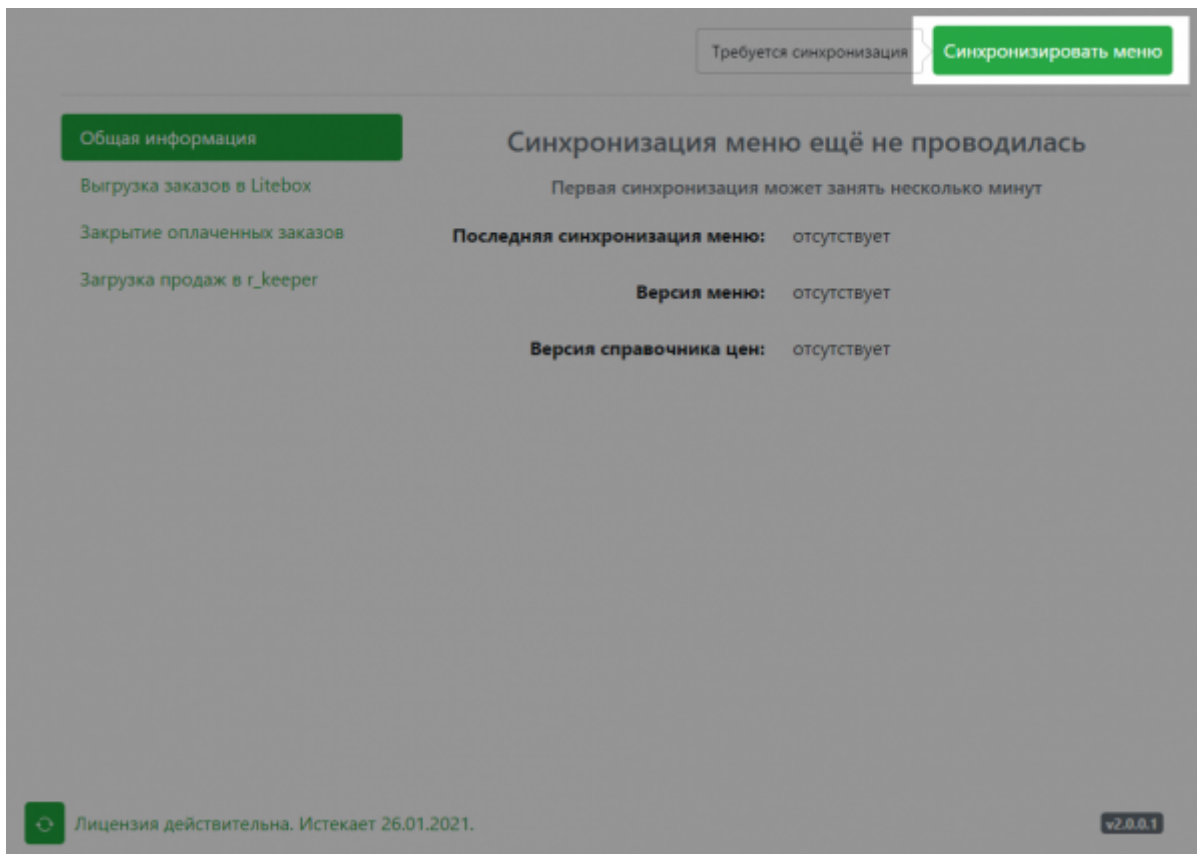 Требуется синхронизация
Синхронизировать меню
Общая информация
Выгрузка заказов в Litebox
Закрытие оплаченных заказов
Загрузка продаж в r_keeper
Синхронизация меню ещё не проводилась
Первая синхронизация может занять несколько минут
Последняя синхронизация меню: отсутствует
Версия меню: отсутствует
Версия справочника цен: отсутствует
Лицензия действительна. Истекает 26.01.2021.
v2.0.0.1